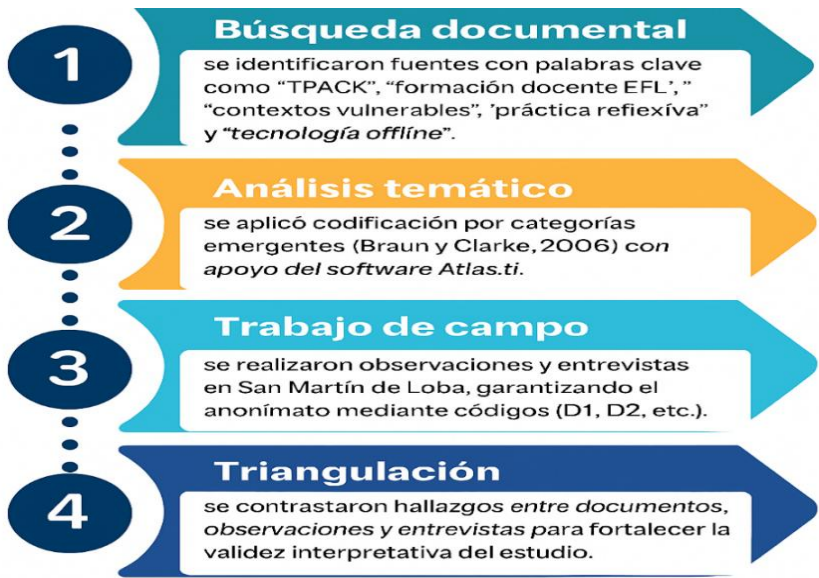 1
Búsqueda documental
se identificaron fuentes con palabras clave
como “TPACK”, “formación docente EFL’,”
“contextos vulnerables”, ’práctica refiexíva”
y “tecnología offlíne”.
2
Análisis temático
se aplicó codificación por categorías
emergentes (Braun y Clarke, 2006) con
apoyo del software Atlas.ti.
3
Trabajo de campo
se realizaron observaciones y entrevistas
en San Martín de Loba, garantizando el
anonímato mediante códigos (D1, D2, etc.).
4
Triangulación
se contrastaron hallazgos entre documentos,
observaciones y entrevistas para fortalecer la
validez interpretativa del estudio.